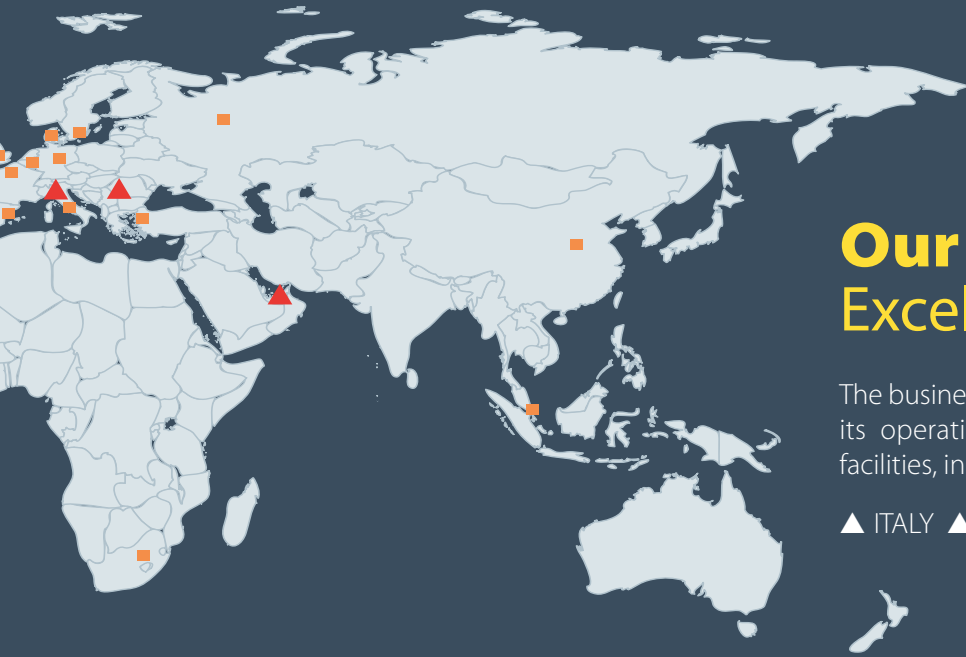 Our
Excel
The busine
its operati
facilities, in
▲ ITALY ▲